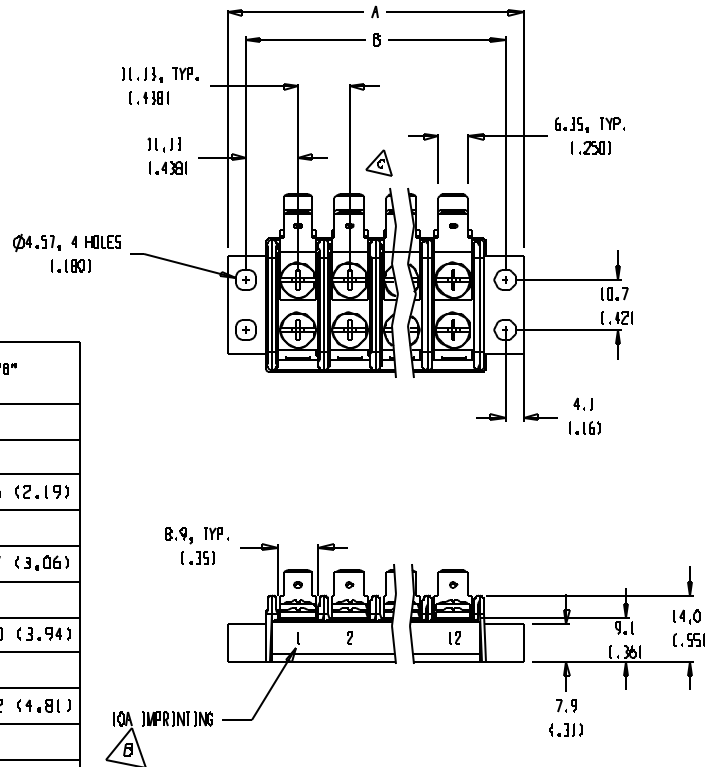 A
B
11.13, TYP.
(.438)
11.13
(.438)
C
6.35, TYP.
(.250)
Ø4.57, 4 HOLES
(.180)
10.7
(.42)
4.1
(.16)
"B"
(2.19)
(3.06)
(3.94)
(4.81)
8.9, TYP.
(.35)
1 2 12
14.0
(.55)
9.1
(.36)
7.9
(.31)
IQA IMPRINTING
B